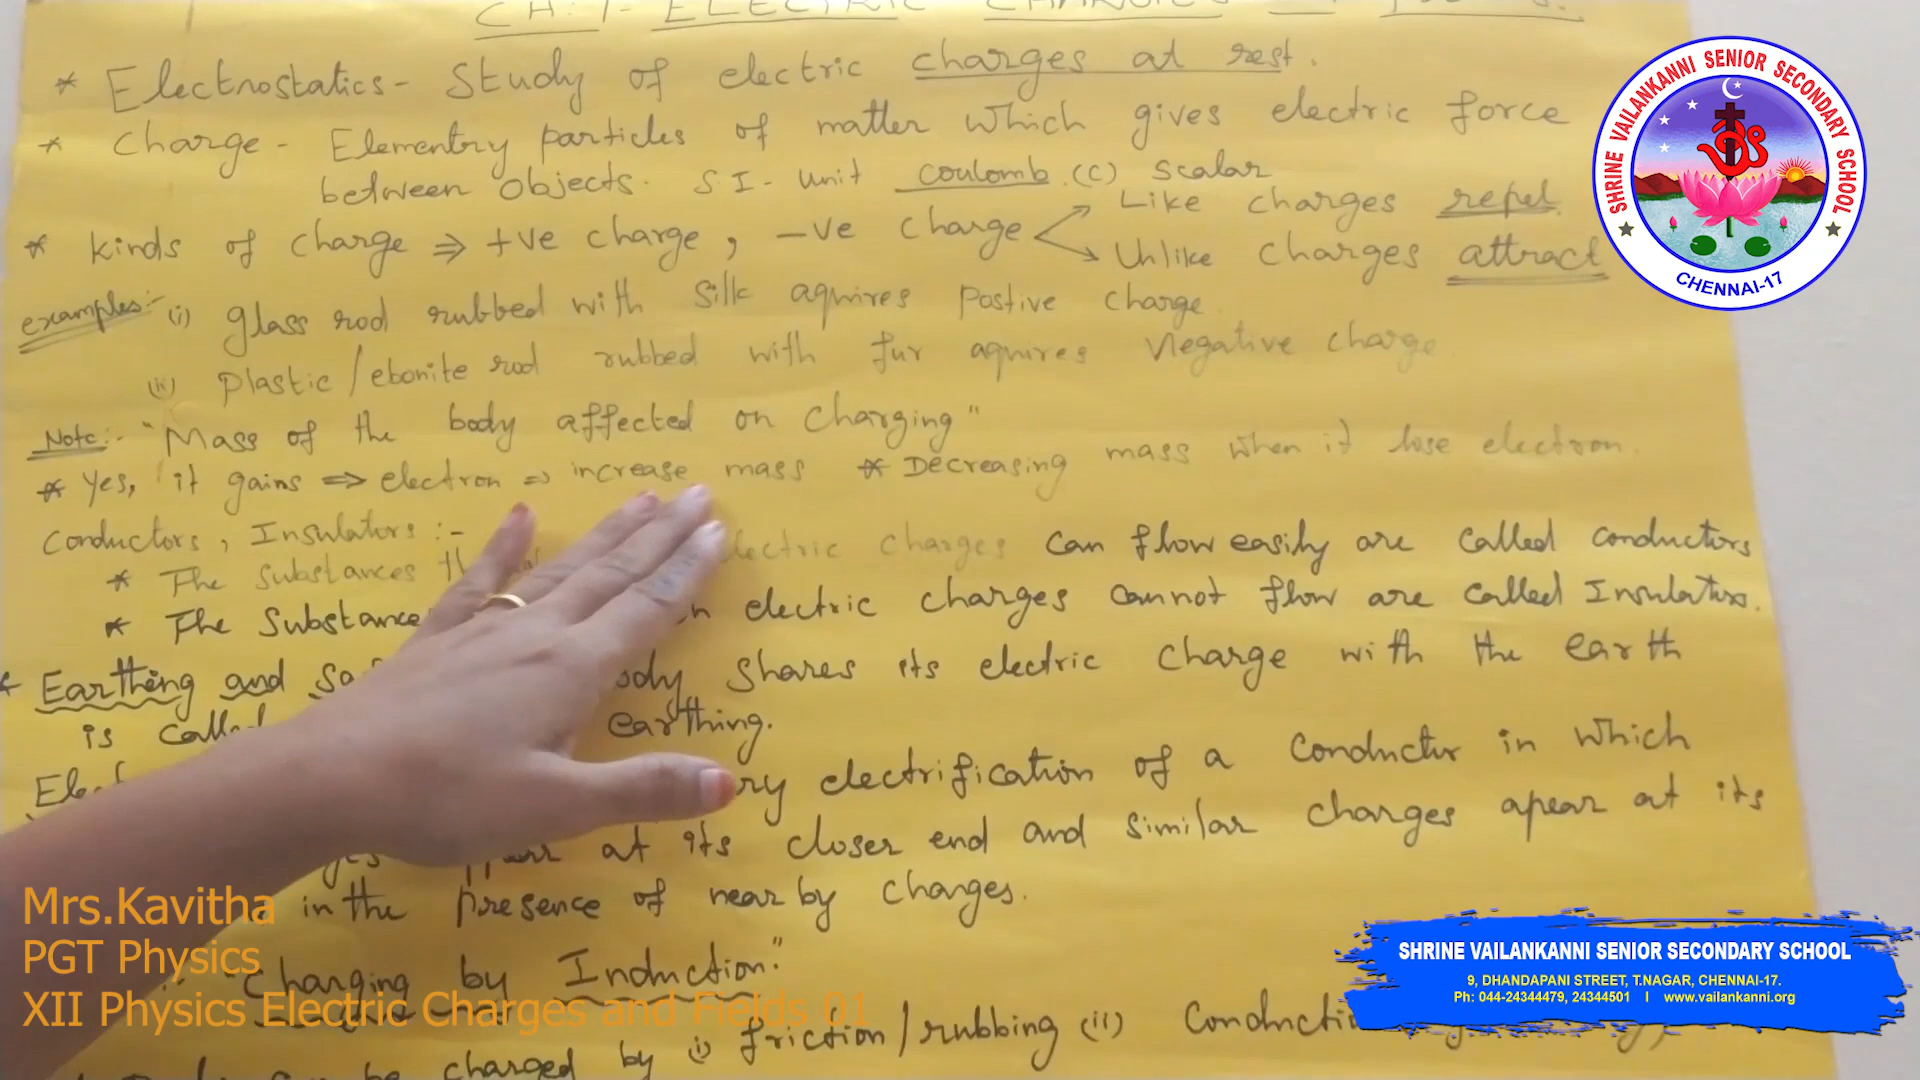 CH: 1- ELECTRIC CHARGES
* Electrostatics - Study of electric charges at rest.
* Charge - Elementry particles of matter which gives electric force
between objects. S I - Unit coulomb (C) Scalar
* Kinds of charge ⇒ +ve charge, -ve charge
Like charges repel
Unlike charges attract
examples:- (i) glass rod rubbed with silk aquires Postive charge
(ii) Plastic / ebonite rod rubbed with fur aquires Negative charge
Note:- "Mass of the body affected on Charging"
* Yes, it gains ⇒ electron ⇒ increase mass * Decreasing mass when it lose electron.
Conductors, Insulators :-
* The substances electric charges can flow easily are called conductors
* The Substance electric charges cannot flow are called Insulators.
* Earthing and body shares its electric charge with the earth
is called earthing.
electrification of a conductor in which
at its closer end and similar charges apear at its
in the presence of near by charges.
"Charging by Induction."
charged by (i) friction/rubbing (ii)
SHRINE VAILANKANNI SENIOR SECONDARY SCHOOL
CHENNAI-17
Mrs.Kavitha
PGT Physics
XII Physics Electric Charges and Fields 01
SHRINE VAILANKANNI SENIOR SECONDARY SCHOOL
9, DHANDAPANI STREET, T.NAGAR, CHENNAI-17.
Ph: 044-24344479, 24344501 I www.vailankanni.org